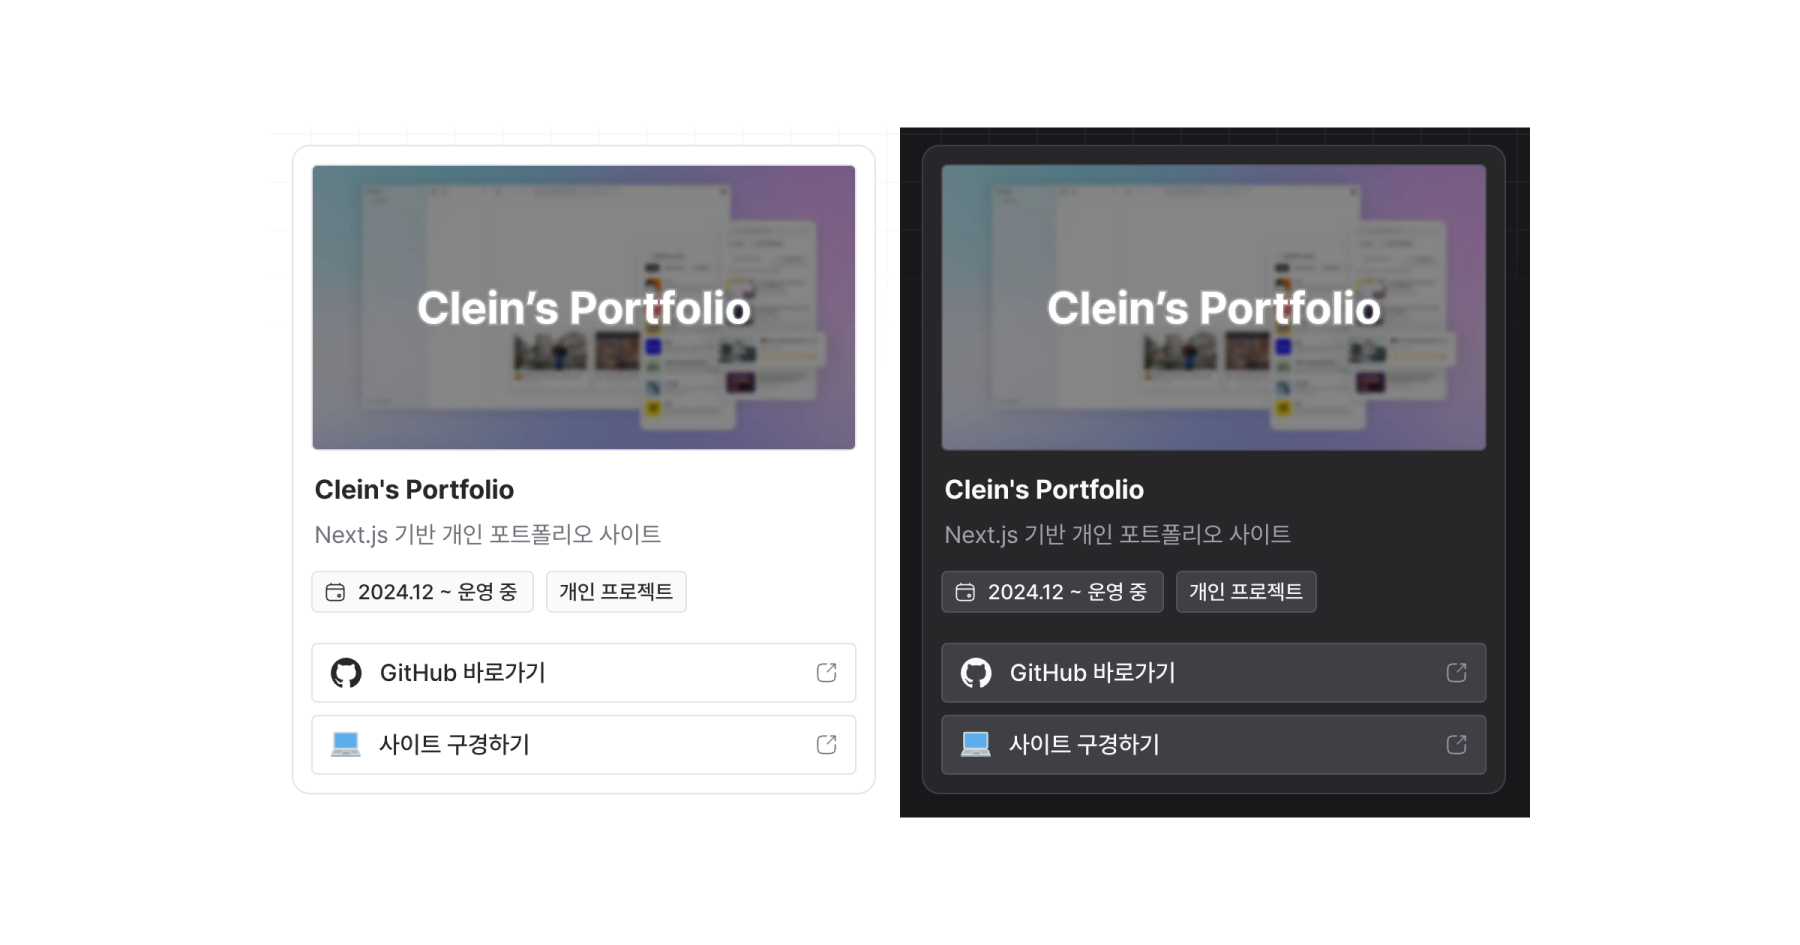 Clein’s Portfolio
Clein's Portfolio
Next.js 기반 개인 포트폴리오 사이트
2024.12 ~ 운영 중
개인 프로젝트
GitHub 바로가기
사이트 구경하기
Clein’s Portfolio
Clein's Portfolio
Next.js 기반 개인 포트폴리오 사이트
2024.12 ~ 운영 중
개인 프로젝트
GitHub 바로가기
사이트 구경하기